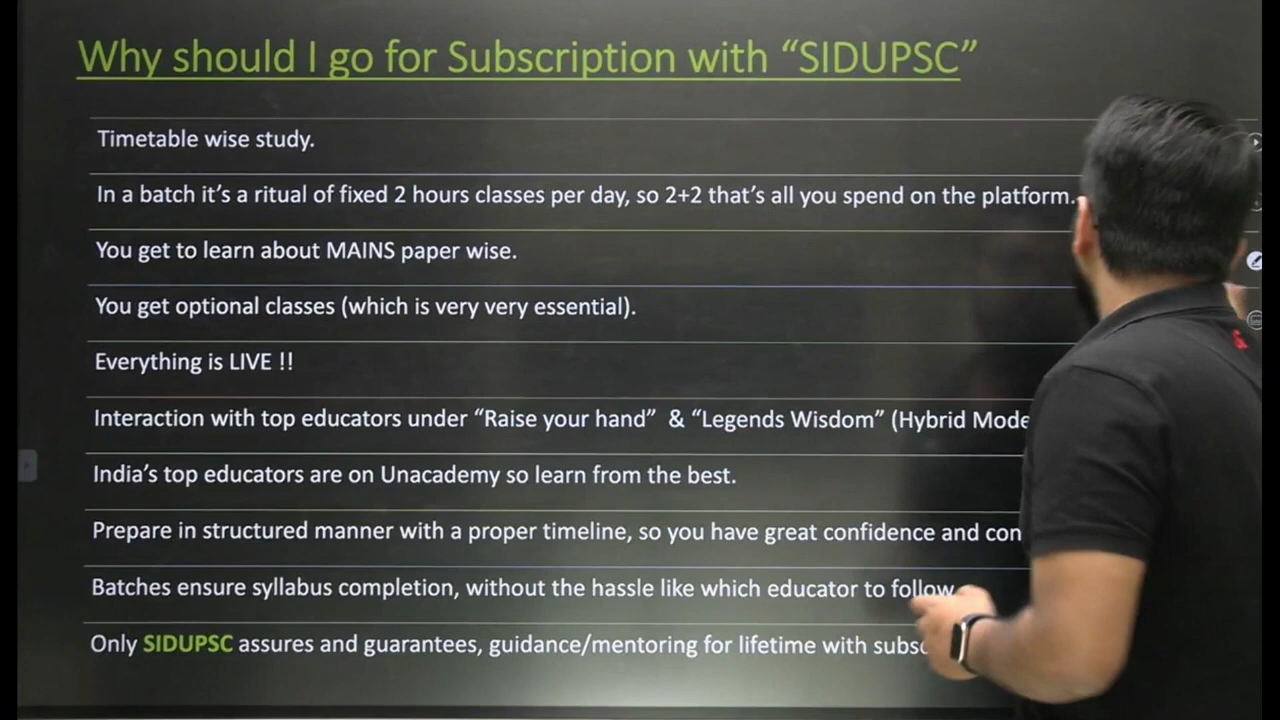 Why should I go for Subscription with “SIDUPSC”
Timetable wise study.
In a batch it’s a ritual of fixed 2 hours classes per day, so 2+2 that’s all you spend on the platform.
You get to learn about MAINS paper wise.
You get optional classes (which is very very essential).
Everything is LIVE !!
Interaction with top educators under “Raise your hand” & “Legends Wisdom” (Hybrid Mode
India’s top educators are on Unacademy so learn from the best.
Prepare in structured manner with a proper timeline, so you have great confidence and
Batches ensure syllabus completion, without the hassle like which educator to follow
Only SIDUPSC assures and guarantees, guidance/mentoring for lifetime with